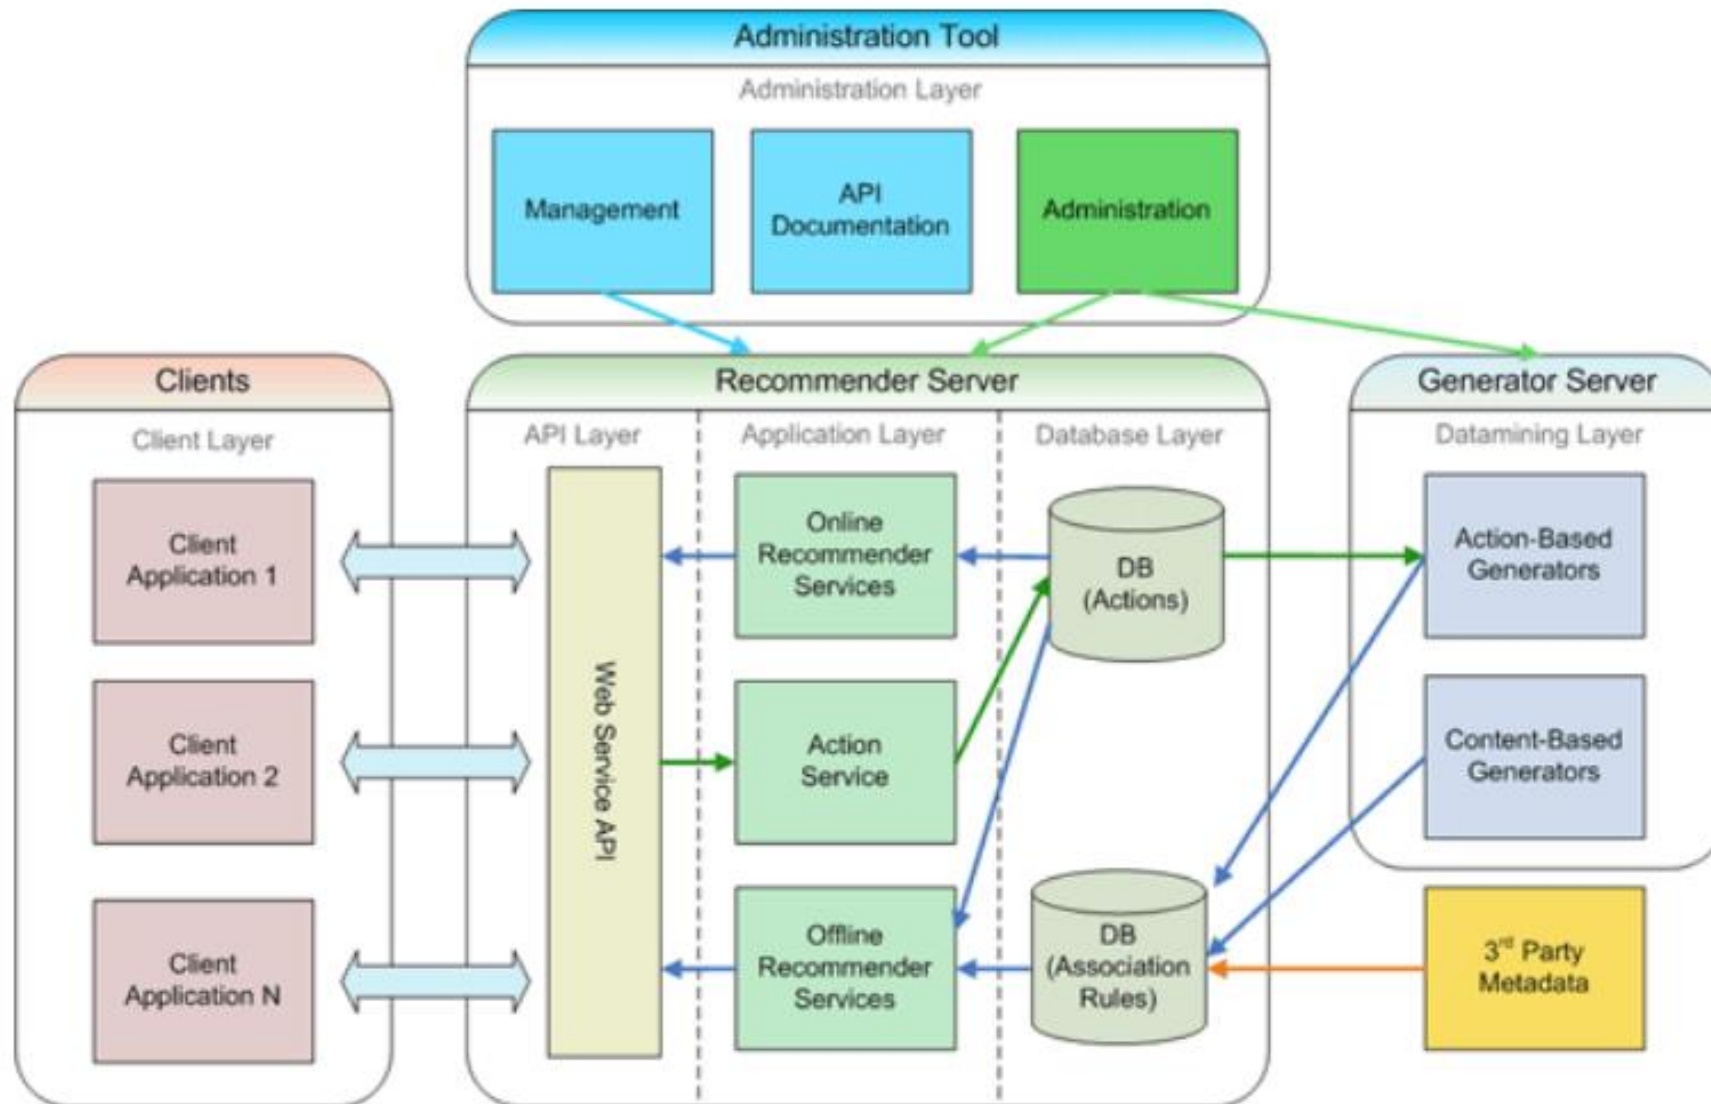 Administration Tool
Administration Layer
Management
API
Documentation
Administration
Clients
Client Layer
Client
Application 1
Client
Application 2
Client
Application N
Recommender Server
API Layer
Application Layer
Database Layer
Web Service API
Online
Recommender
Services
Action
Service
Offline
Recommender
Services
DB
(Actions)
DB
(Association
Rules)
Generator Server
Datamining Layer
Action-Based
Generators
Content-Based
Generators
3rd Party
Metadata